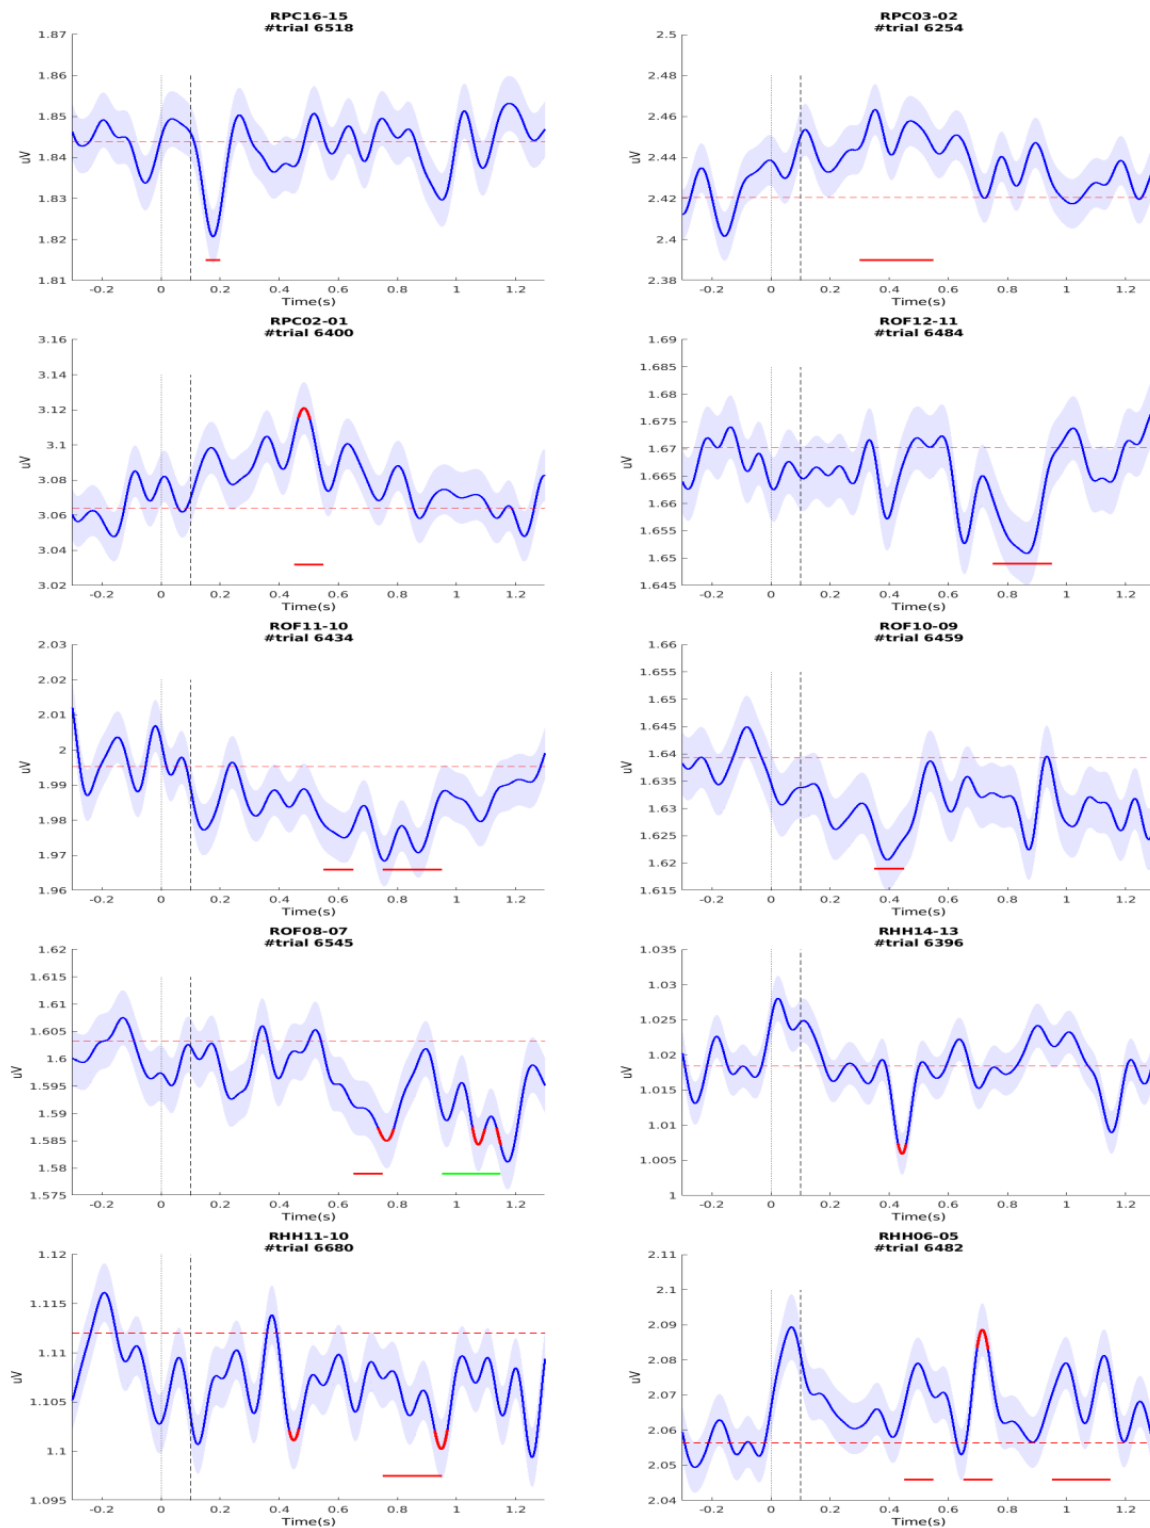 RPC16-15
#trial 6518
1.87
1.86
1.85
1.84
1.83
1.82
1.81
uV
-0.2 0 0.2 0.4 0.6 0.8 1 1.2
Time(s)
RPC03-02
#trial 6254
2.5
2.48
2.46
2.44
2.42
2.4
2.38
uV
-0.2 0 0.2 0.4 0.6 0.8 1 1.2
Time(s)
RPC02-01
#trial 6400
3.16
3.14
3.12
3.1
3.08
3.06
3.04
3.02
uV
-0.2 0 0.2 0.4 0.6 0.8 1 1.2
Time(s)
ROF12-11
#trial 6484
1.69
1.685
1.68
1.675
1.67
1.665
1.66
1.655
1.65
1.645
uV
-0.2 0 0.2 0.4 0.6 0.8 1 1.2
Time(s)
ROF11-10
#trial 6434
2.03
2.02
2.01
2
1.99
1.98
1.97
1.96
uV
-0.2 0 0.2 0.4 0.6 0.8 1 1.2
Time(s)
ROF10-09
#trial 6459
1.66
1.655
1.65
1.645
1.64
1.635
1.63
1.625
1.62
1.615
uV
-0.2 0 0.2 0.4 0.6 0.8 1 1.2
Time(s)
ROF08-07
#trial 6545
1.62
1.615
1.61
1.605
1.6
1.595
1.59
1.585
1.58
1.575
uV
-0.2 0 0.2 0.4 0.6 0.8 1 1.2
Time(s)
RHH14-13
#trial 6396
1.035
1.03
1.025
1.02
1.015
1.01
1.005
1
uV
-0.2 0 0.2 0.4 0.6 0.8 1 1.2
Time(s)
RHH11-10
#trial 6680
1.12
1.115
1.11
1.105
1.1
1.095
uV
-0.2 0 0.2 0.4 0.6 0.8 1 1.2
Time(s)
RHH06-05
#trial 6482
2.11
2.1
2.09
2.08
2.07
2.06
2.05
2.04
uV
-0.2 0 0.2 0.4 0.6 0.8 1 1.2
Time(s)